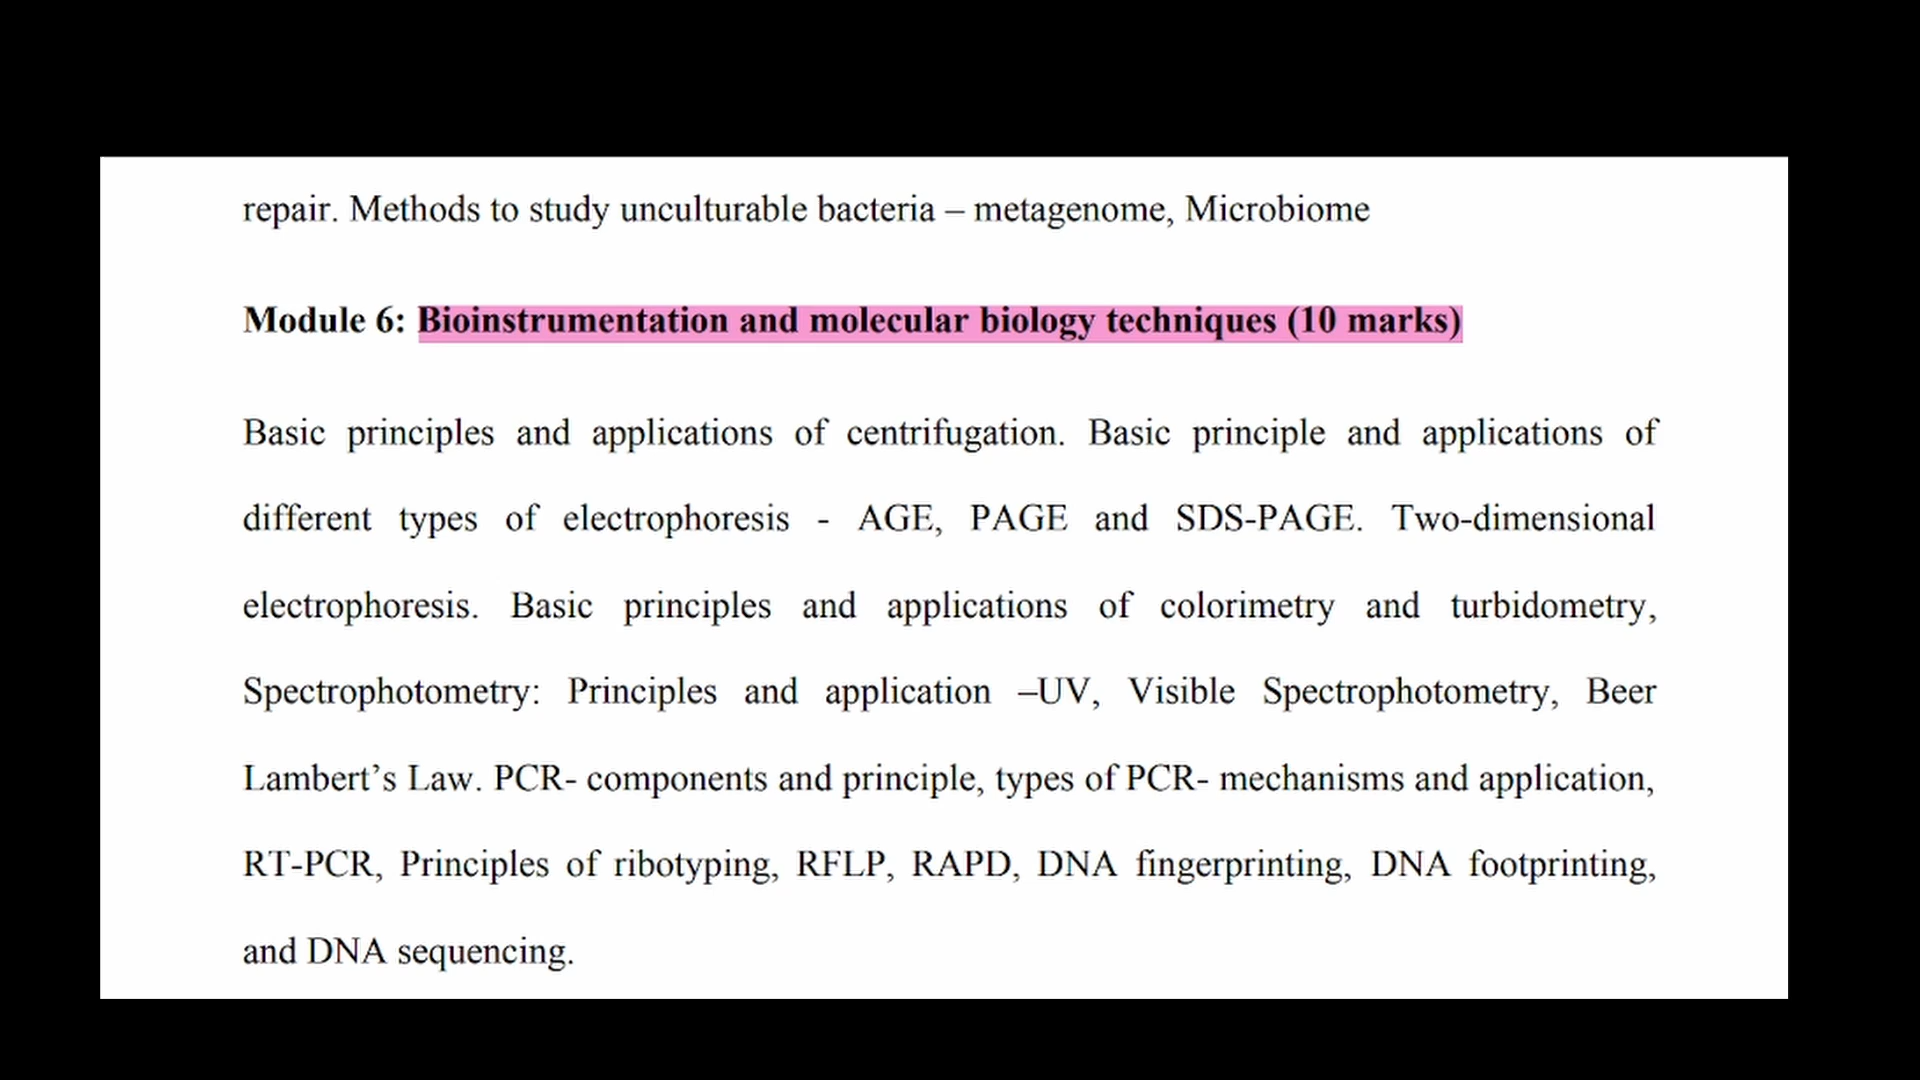 repair. Methods to study unculturable bacteria – metagenome, Microbiome
Module 6: Bioinstrumentation and molecular biology techniques (10 marks)
Basic principles and applications of centrifugation. Basic principle and applications of
different types of electrophoresis - AGE, PAGE and SDS-PAGE. Two-dimensional
electrophoresis. Basic principles and applications of colorimetry and turbidometry,
Spectrophotometry: Principles and application –UV, Visible Spectrophotometry, Beer
Lambert’s Law. PCR- components and principle, types of PCR- mechanisms and application,
RT-PCR, Principles of ribotyping, RFLP, RAPD, DNA fingerprinting, DNA footprinting,
and DNA sequencing.